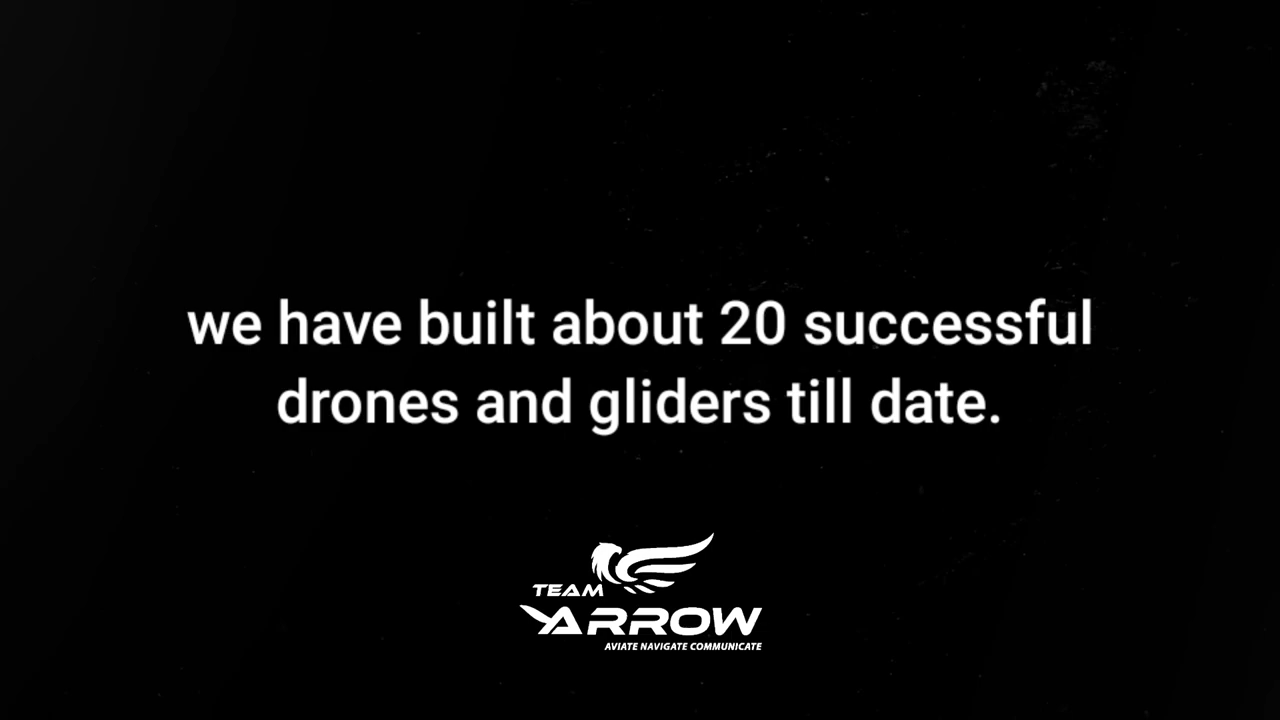 we have built about 20 successful
drones and gliders till date.
TEAM
ARROW
AVIATE NAVIGATE COMMUNICATE